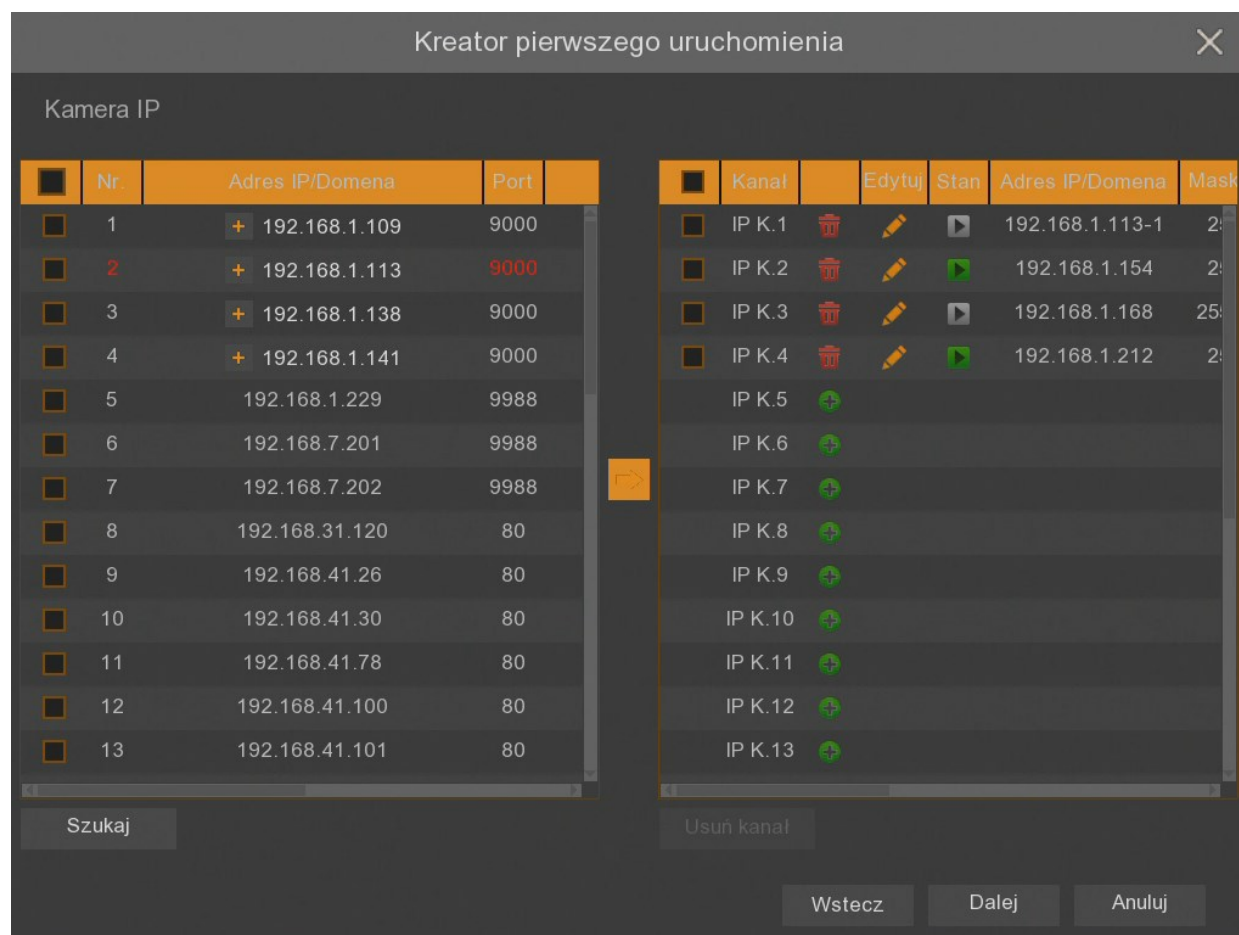 Kreator pierwszego uruchomienia
Kamera IP
Nr. Adres IP/Domena Port
1 + 192.168.1.109 9000
2 + 192.168.1.113 9000
3 + 192.168.1.138 9000
4 + 192.168.1.141 9000
5 192.168.1.229 9988
6 192.168.7.201 9988
7 192.168.7.202 9988
8 192.168.31.120 80
9 192.168.41.26 80
10 192.168.41.30 80
11 192.168.41.78 80
12 192.168.41.100 80
13 192.168.41.101 80
Szukaj
Kanał Edytuj Stan Adres IP/Domena Mask
IP K.1 192.168.1.113-1 25
IP K.2 192.168.1.154 25
IP K.3 192.168.1.168 255
IP K.4 192.168.1.212 25
IP K.5
IP K.6
IP K.7
IP K.8
IP K.9
IP K.10
IP K.11
IP K.12
IP K.13
Usuń kanał
Wstecz Dalej Anuluj